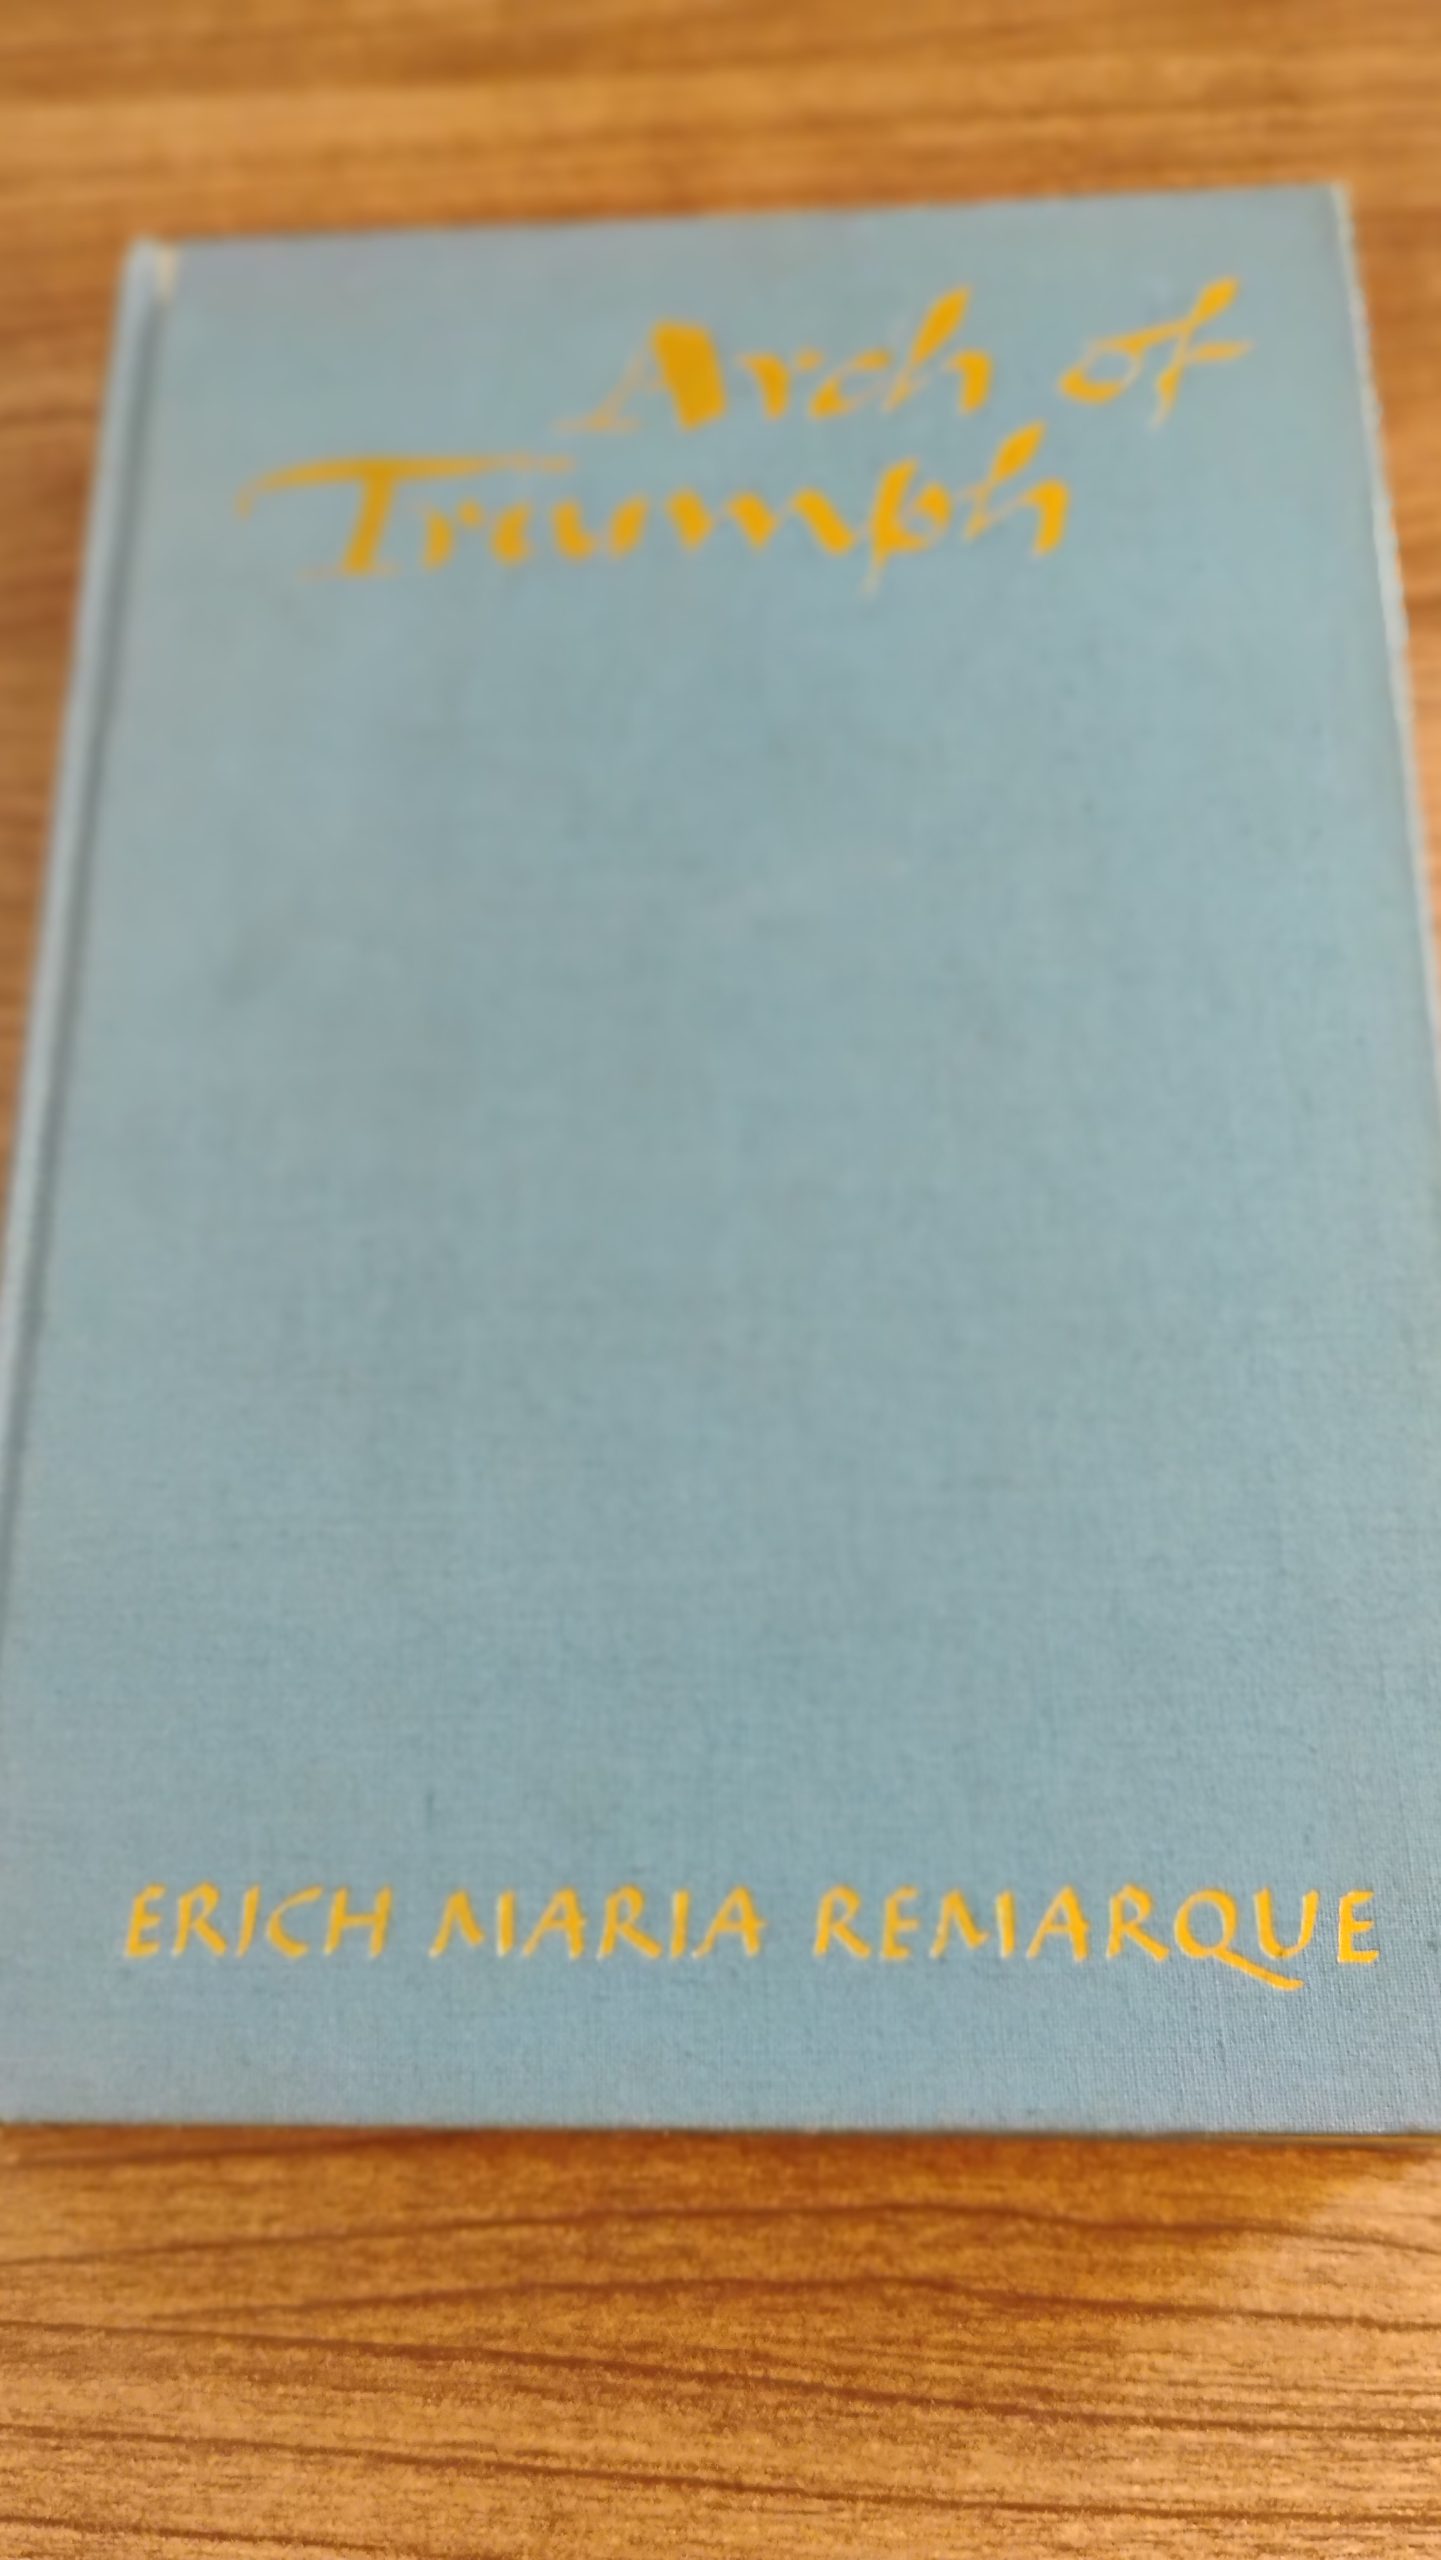 Arch of
Triumph
ERICH MARIA REMARQUE